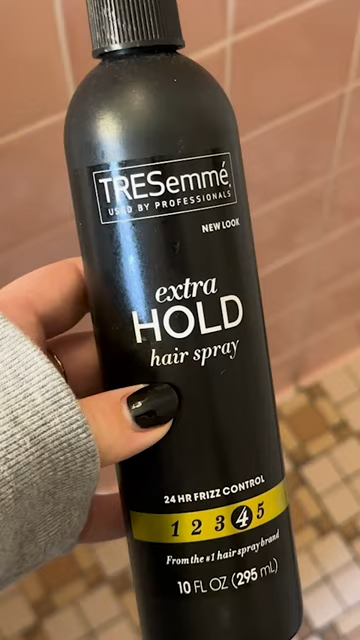 TRESemmé®
USED BY PROFESSIONALS
NEW LOOK
extra
HOLD
hair spray
24 HR FRIZZ CONTROL
1 2 3 4 5
From the #1 hair spray brand
10 FL OZ (295 mL)